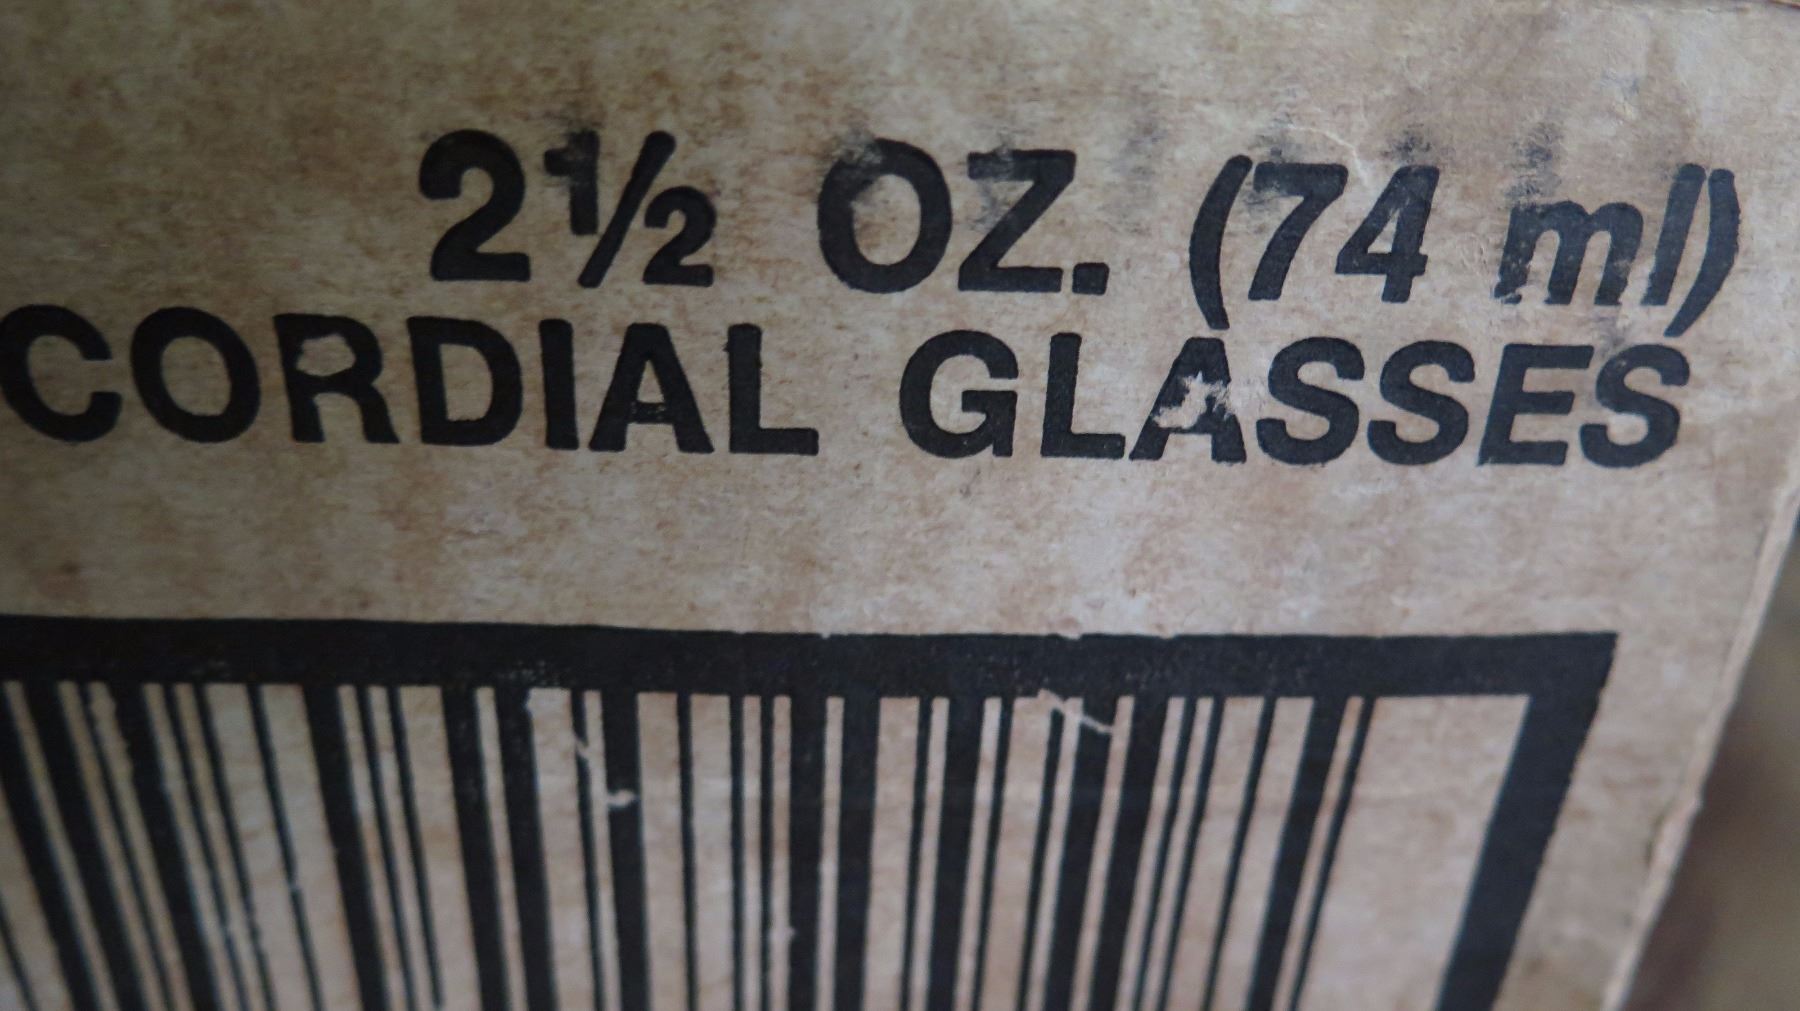 2½ OZ. (74 ml)
CORDIAL GLASSES